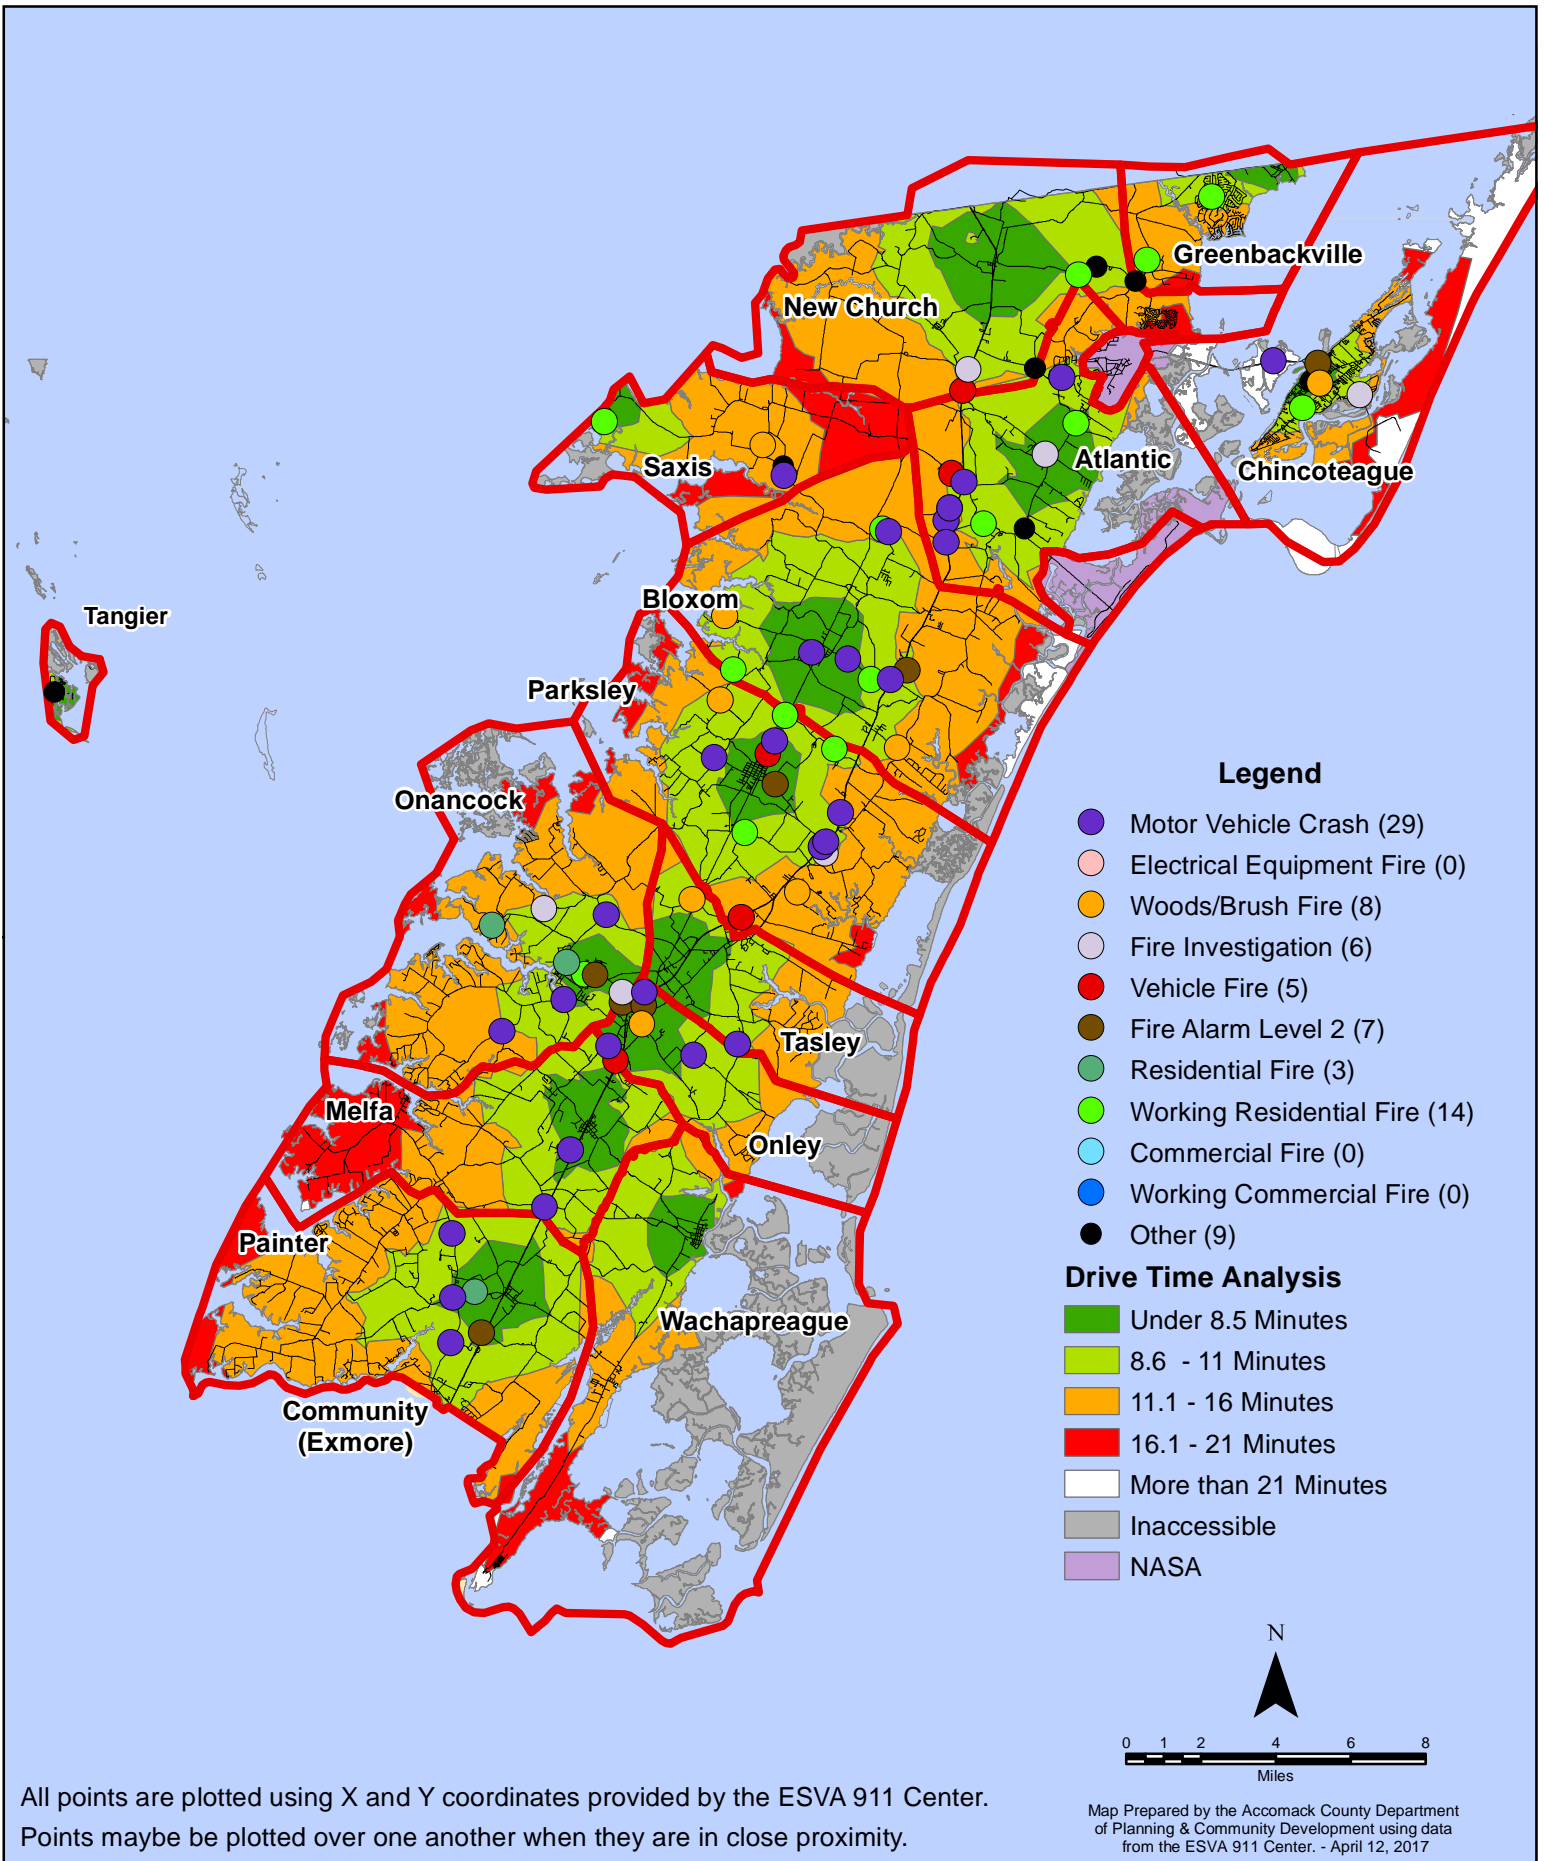 Greenbackville
New Church
Saxis
Atlantic
Chincoteague
Bloxom
Tangier
Parksley
Onancock
Tasley
Melfa
Onley
Painter
Wachapreague
Community
(Exmore)
Legend
Motor Vehicle Crash (29)
Electrical Equipment Fire (0)
Woods/Brush Fire (8)
Fire Investigation (6)
Vehicle Fire (5)
Fire Alarm Level 2 (7)
Residential Fire (3)
Working Residential Fire (14)
Commercial Fire (0)
Working Commercial Fire (0)
Other (9)
Drive Time Analysis
Under 8.5 Minutes
8.6 - 11 Minutes
11.1 - 16 Minutes
16.1 - 21 Minutes
More than 21 Minutes
Inaccessible
NASA
N
0 1 2 4 6 8
Miles
All points are plotted using X and Y coordinates provided by the ESVA 911 Center.
Points maybe be plotted over one another when they are in close proximity.
Map Prepared by the Accomack County Department
of Planning & Community Development using data
from the ESVA 911 Center. - April 12, 2017